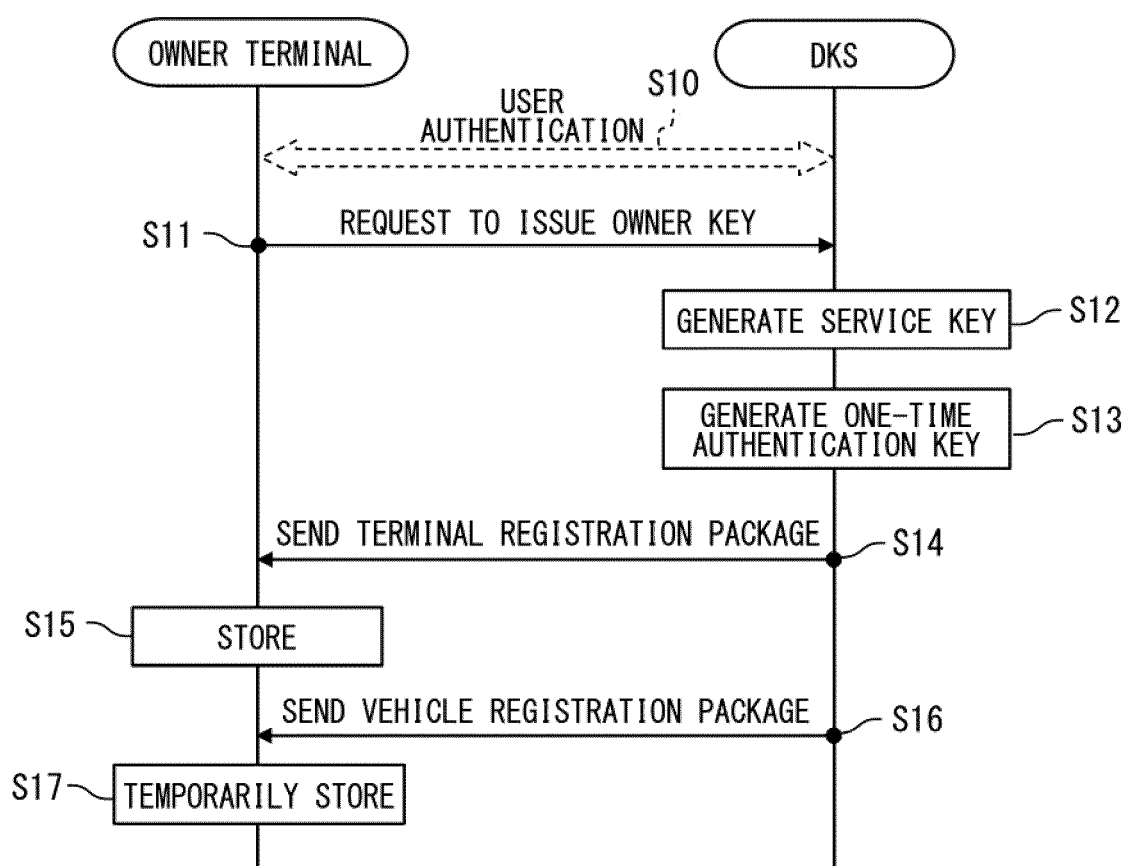 OWNER TERMINAL
DKS
S10
USER
AUTHENTICATION
REQUEST TO ISSUE OWNER KEY
S11
GENERATE SERVICE KEY
S12
GENERATE ONE-TIME
AUTHENTICATION KEY
S13
SEND TERMINAL REGISTRATION PACKAGE
S14
S15
STORE
SEND VEHICLE REGISTRATION PACKAGE
S16
S17
TEMPORARILY STORE